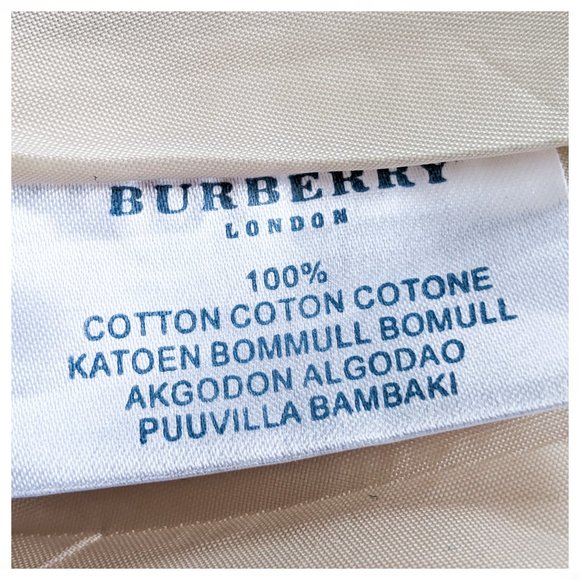 BURBERRY
LONDON
100%
COTTON COTON COTONE
KATOEN BOMMULL BOMULL
AKGODON ALGODAO
PUUVILLA BAMBAKI